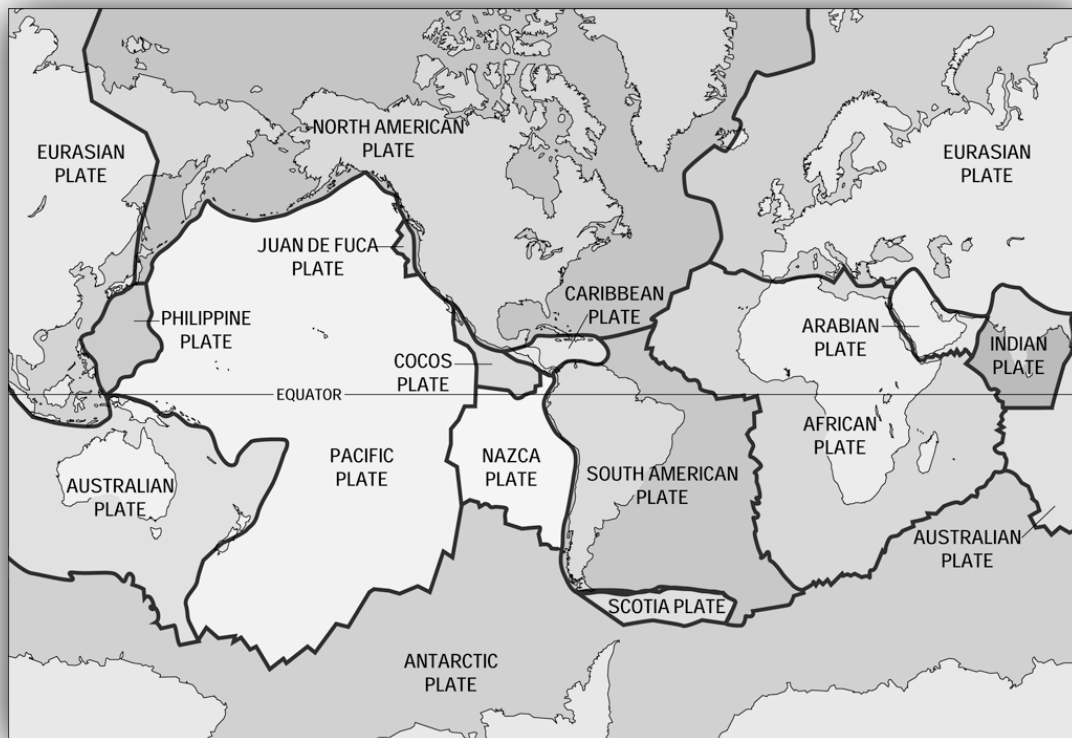 NORTH AMERICAN
PLATE
EURASIAN
PLATE
EURASIAN
PLATE
JUAN DE FUCA
PLATE
CARIBBEAN
PLATE
PHILIPPINE
PLATE
ARABIAN
PLATE
INDIAN
PLATE
COCOS
PLATE
EQUATOR
AFRICAN
PLATE
PACIFIC
PLATE
NAZCA
PLATE
SOUTH AMERICAN
PLATE
AUSTRALIAN
PLATE
AUSTRALIAN
PLATE
SCOTIA PLATE
ANTARCTIC
PLATE